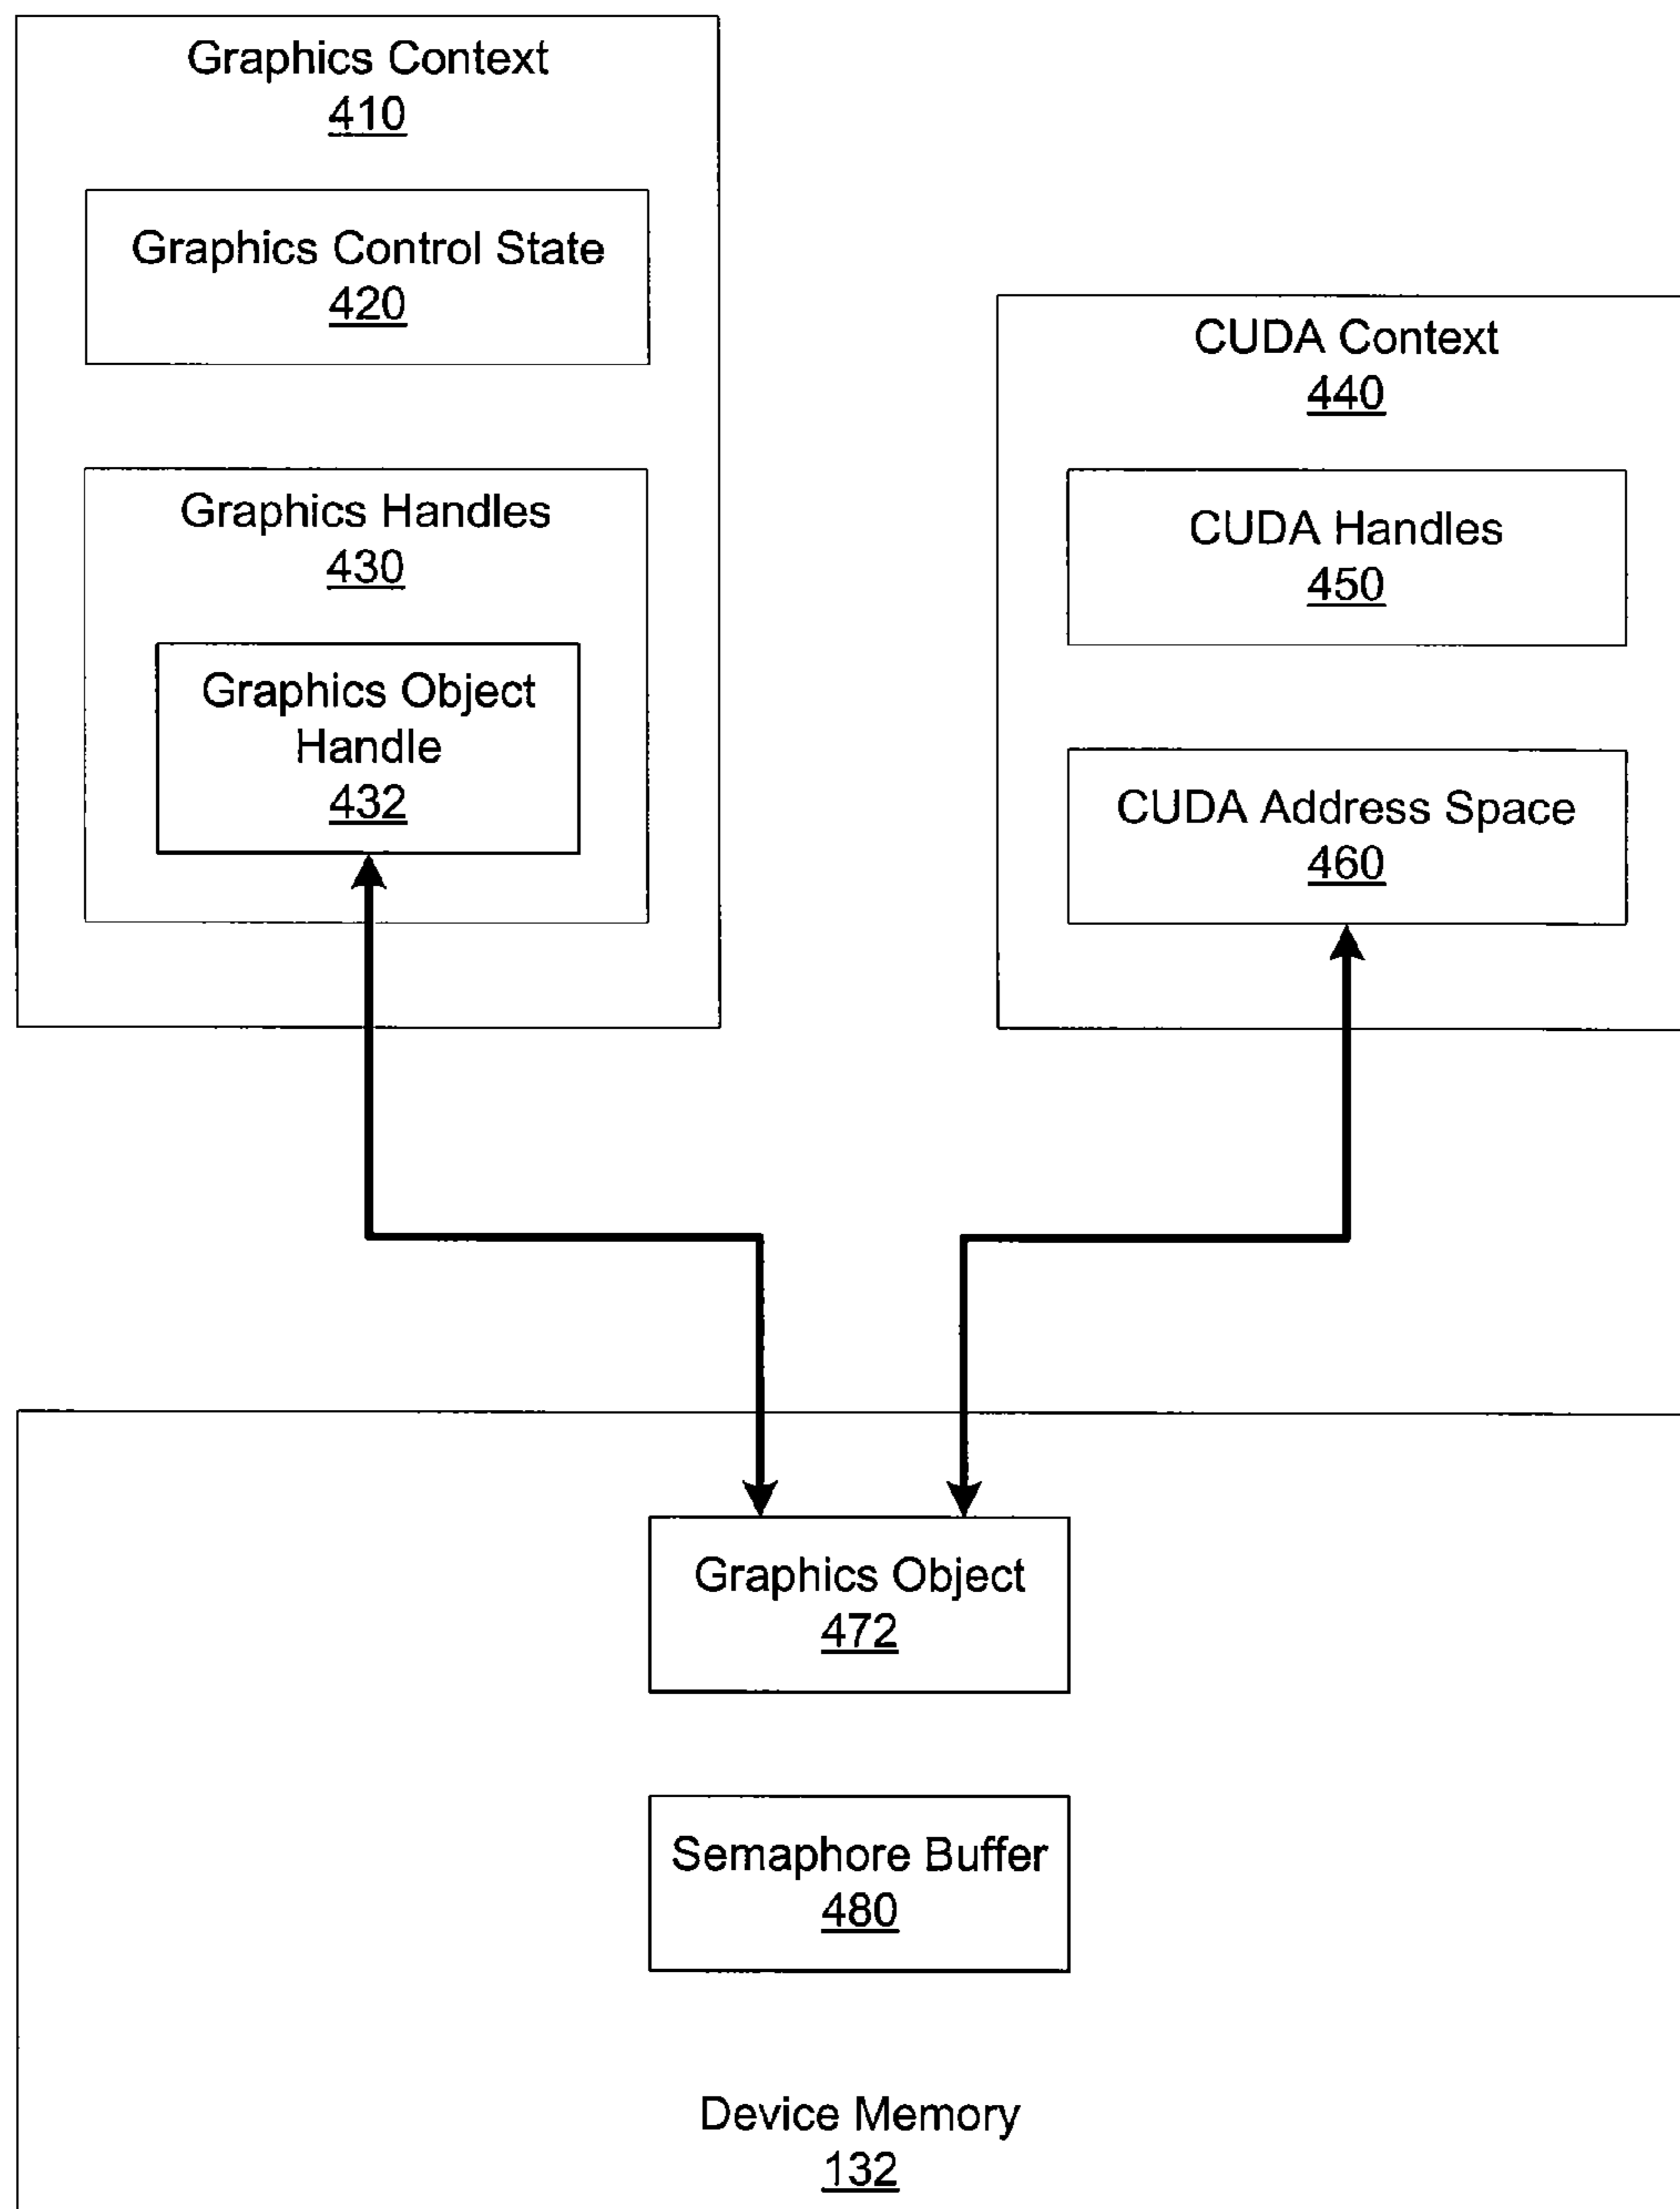 Graphics Context
410
Graphics Control State
420
Graphics Handles
430
Graphics Object
Handle
432
CUDA Context
440
CUDA Handles
450
CUDA Address Space
460
Graphics Object
472
Semaphore Buffer
480
Device Memory
132